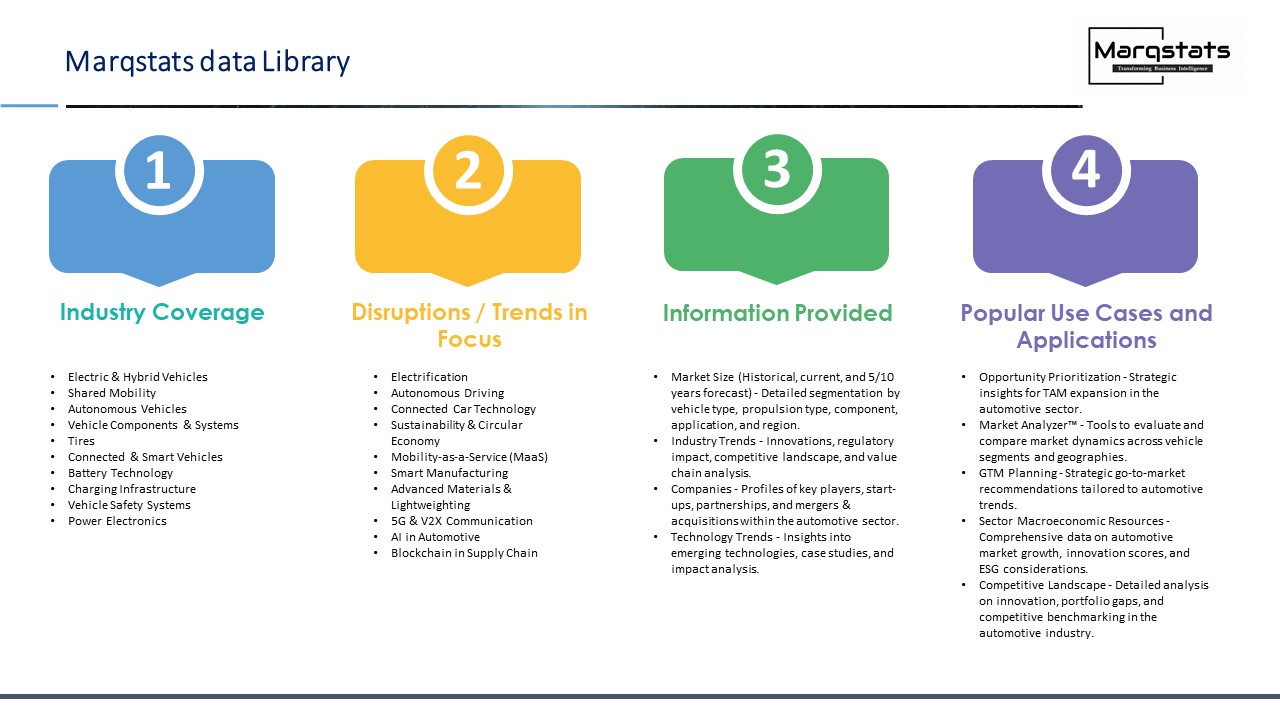 Marqstats data Library
Marqstats
Transforming Business Intelligence
1
Industry Coverage
• Electric & Hybrid Vehicles
• Shared Mobility
• Autonomous Vehicles
• Vehicle Components & Systems
• Tires
• Connected & Smart Vehicles
• Battery Technology
• Charging Infrastructure
• Vehicle Safety Systems
• Power Electronics
2
Disruptions / Trends in
Focus
• Electrification
• Autonomous Driving
• Connected Car Technology
• Sustainability & Circular
Economy
• Mobility-as-a-Service (MaaS)
• Smart Manufacturing
• Advanced Materials &
Lightweighting
• 5G & V2X Communication
• AI in Automotive
• Blockchain in Supply Chain
3
Information Provided
• Market Size (Historical, current, and 5/10
years forecast) - Detailed segmentation by
vehicle type, propulsion type, component,
application, and region.
• Industry Trends - Innovations, regulatory
impact, competitive landscape, and value
chain analysis.
• Companies - Profiles of key players, start-
ups, partnerships, and mergers &
acquisitions within the automotive sector.
• Technology Trends - Insights into
emerging technologies, case studies, and
impact analysis.
4
Popular Use Cases and
Applications
• Opportunity Prioritization - Strategic
insights for TAM expansion in the
automotive sector.
• Market Analyzer™ - Tools to evaluate and
compare market dynamics across vehicle
segments and geographies.
• GTM Planning - Strategic go-to-market
recommendations tailored to automotive
trends.
• Sector Macroeconomic Resources -
Comprehensive data on automotive
market growth, innovation scores, and
ESG considerations.
• Competitive Landscape - Detailed analysis
on innovation, portfolio gaps, and
competitive benchmarking in the
automotive industry.